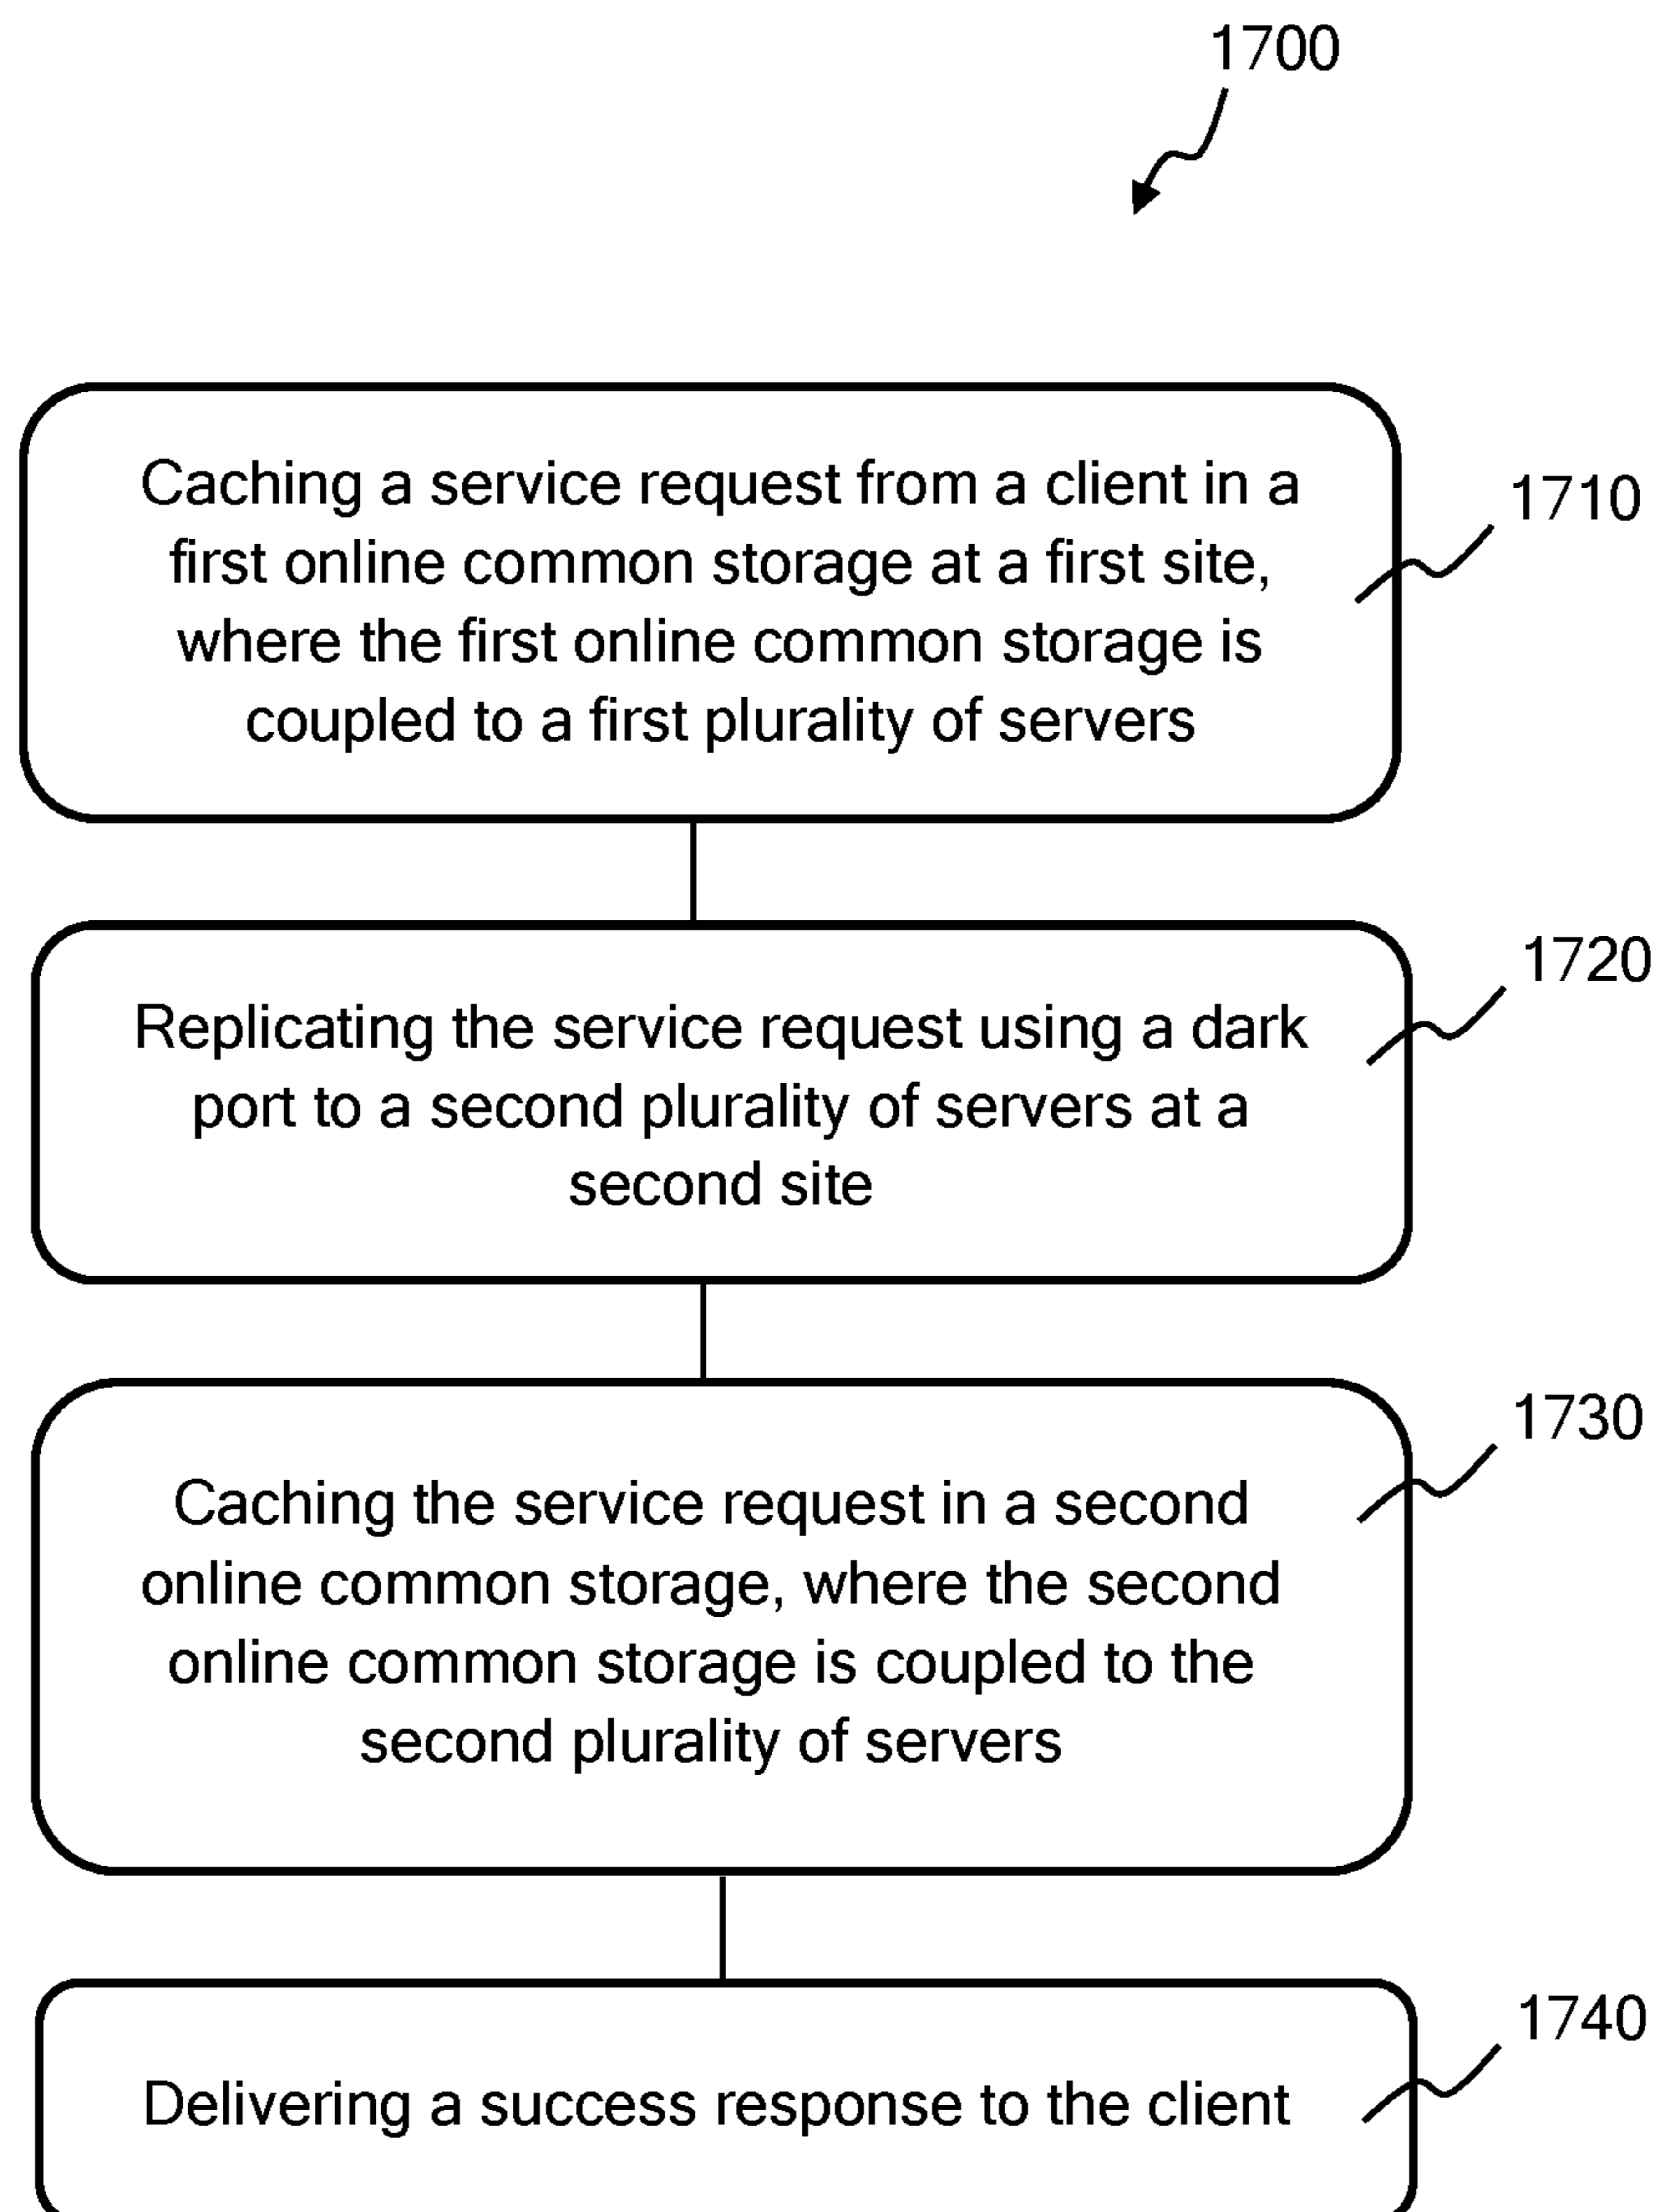 1700
Caching a service request from a client in a
first online common storage at a first site,
where the first online common storage is
coupled to a first plurality of servers
1710
Replicating the service request using a dark
port to a second plurality of servers at a
second site
1720
Caching the service request in a second
online common storage, where the second
online common storage is coupled to the
second plurality of servers
1730
Delivering a success response to the client
1740